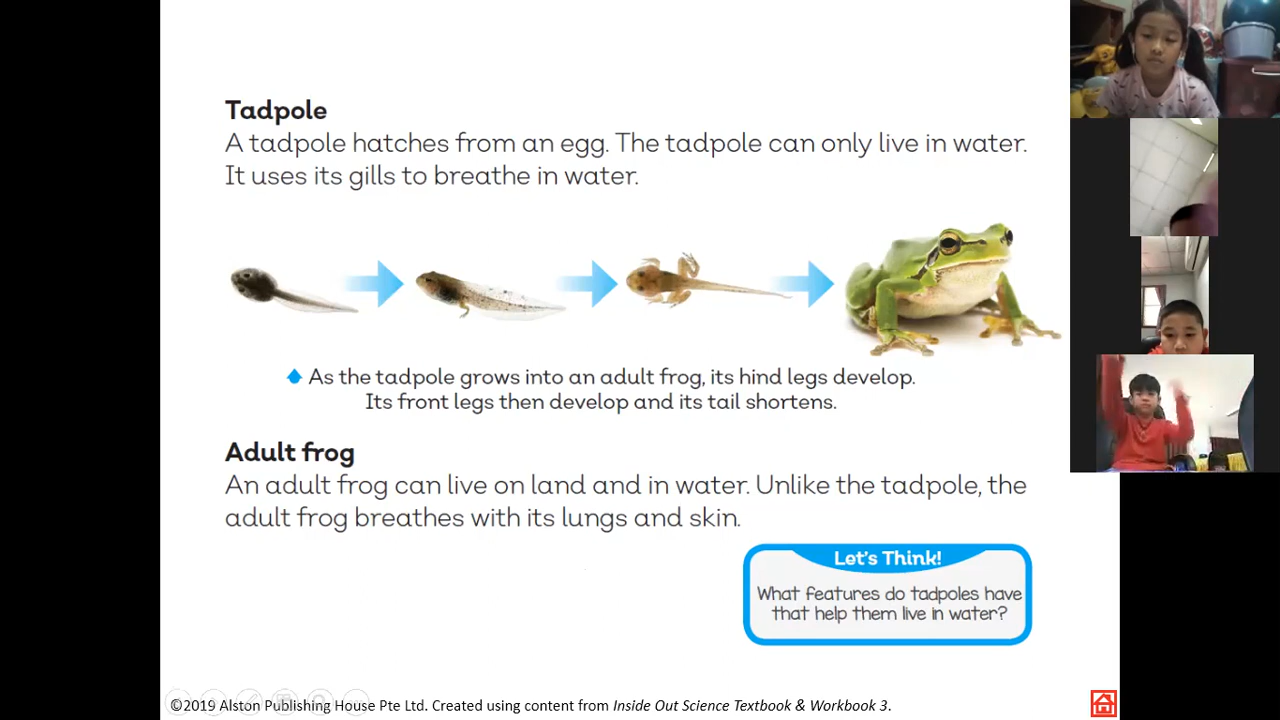 Tadpole
A tadpole hatches from an egg. The tadpole can only live in water.
It uses its gills to breathe in water.
As the tadpole grows into an adult frog, its hind legs develop.
Its front legs then develop and its tail shortens.
Adult frog
An adult frog can live on land and in water. Unlike the tadpole, the
adult frog breathes with its lungs and skin.
Let's Think!
What features do tadpoles have
that help them live in water?
©2019 Alston Publishing House Pte Ltd. Created using content from Inside Out Science Textbook & Workbook 3.